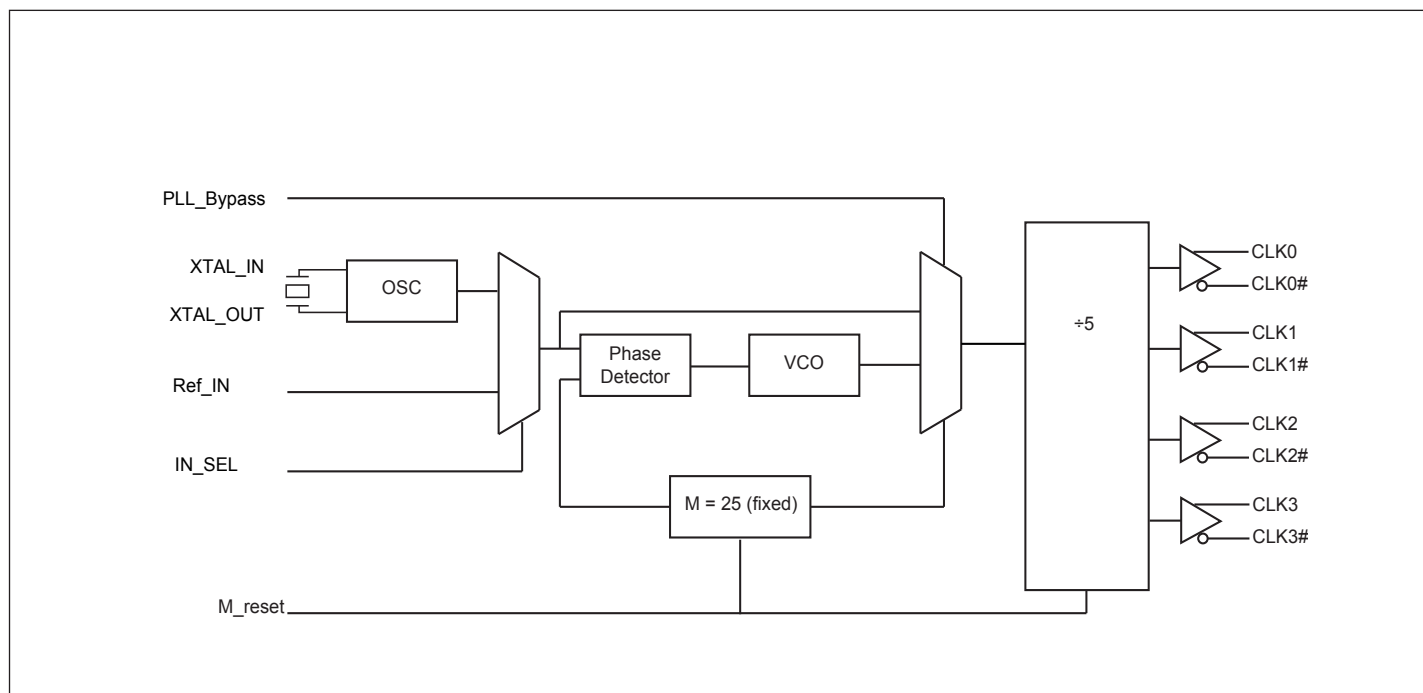 PLL_Bypass
XTAL_IN
OSC
XTAL_OUT
Ref_IN
IN_SEL
M_reset
Phase
Detector
VCO
M = 25 (fixed)
÷5
CLK0
CLK0#
CLK1
CLK1#
CLK2
CLK2#
CLK3
CLK3#